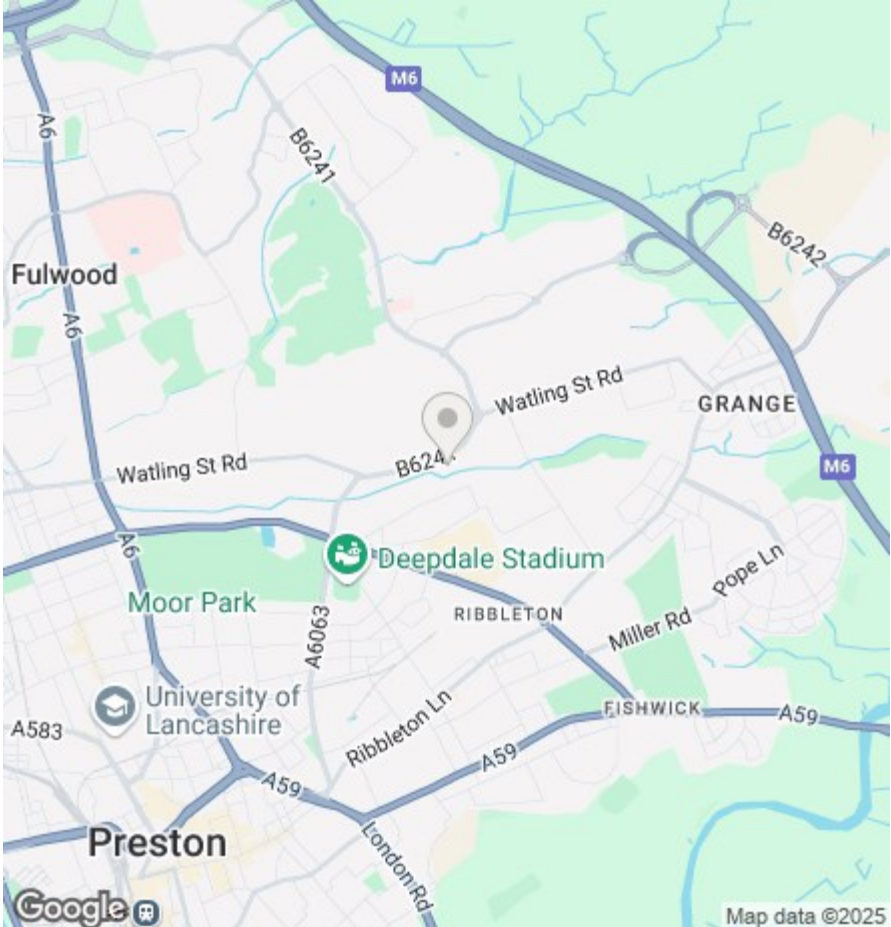 M6
A6
B6241
B6242
Fulwood
A6
Watling St Rd
GRANGE
B624
Watling St Rd
M6
A6
Deepdale Stadium
Pope Ln
Moor Park
RIBBLETON
Miller Rd
A6063
University of
Lancashire
FISHWICK
A59
A583
Ribbleton Ln
A59
A59
Preston
London Rd
Google
Map data ©2025